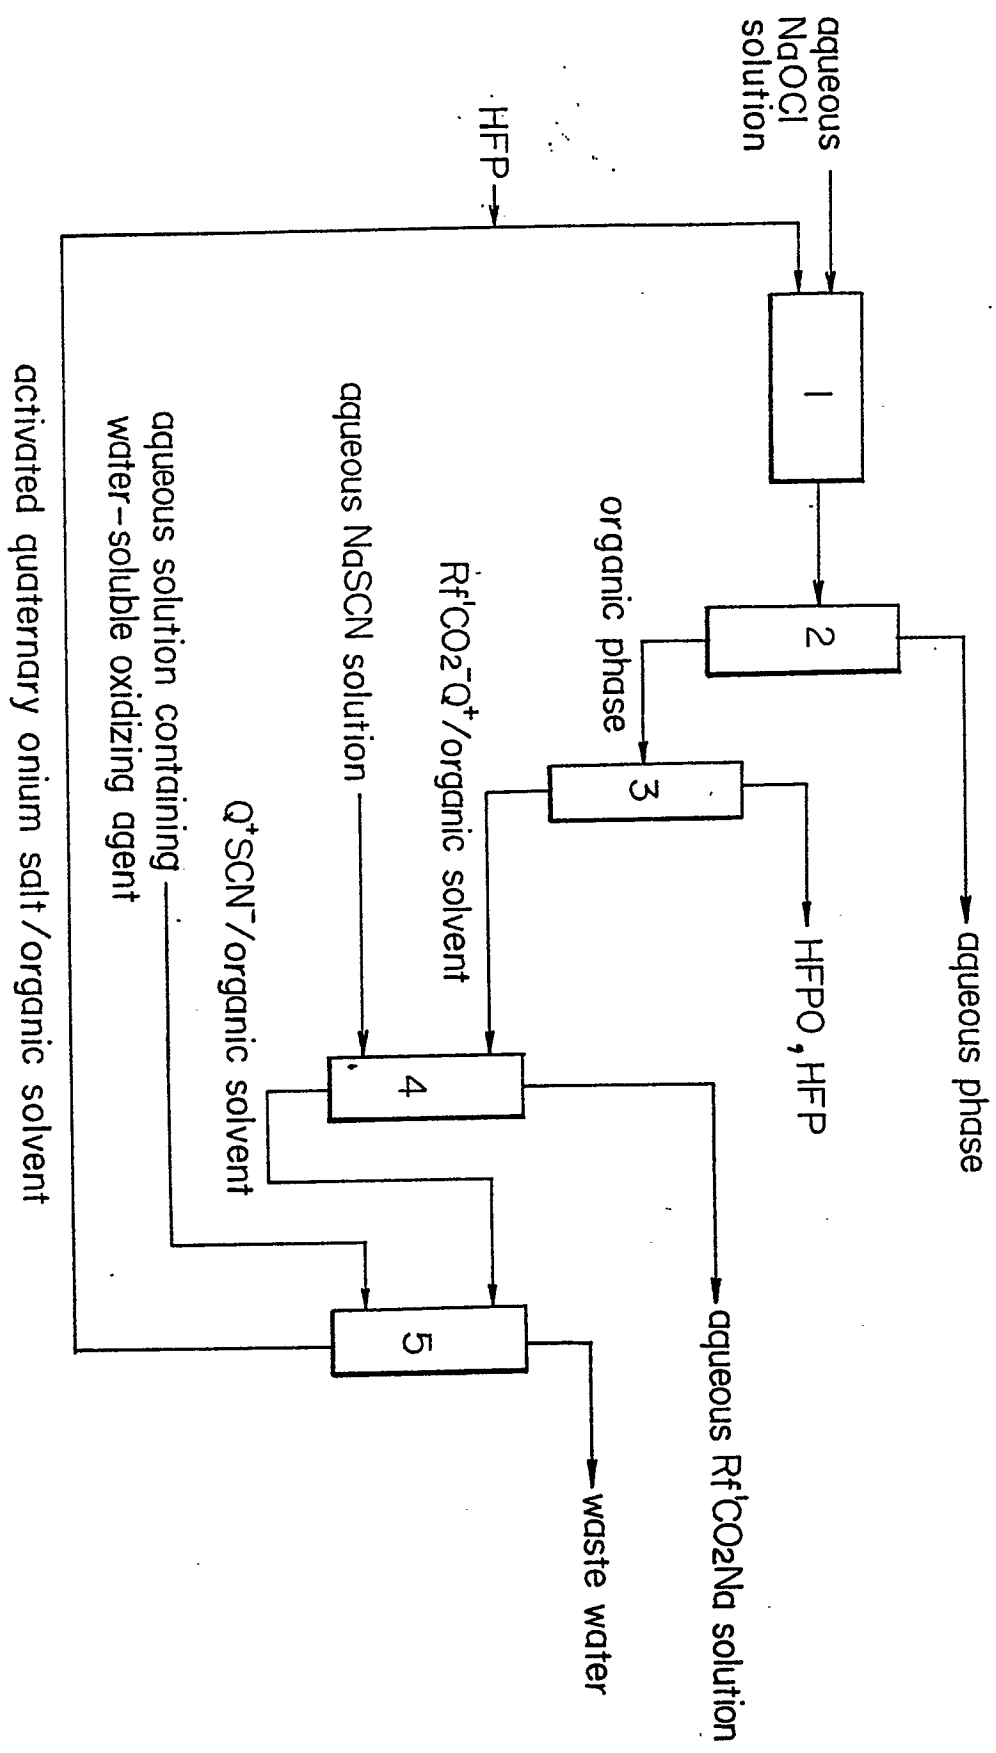 aqueous
NaOCl
solution
HFP
1
2
3
4
5
aqueous phase
organic phase
HFPO, HFP
Rf'CO2⁻Q⁺/organic solvent
aqueous NaSCN solution
aqueous Rf'CO2Na solution
Q⁺SCN⁻/organic solvent
aqueous solution containing
water-soluble oxidizing agent
waste water
activated quaternary onium salt/organic solvent